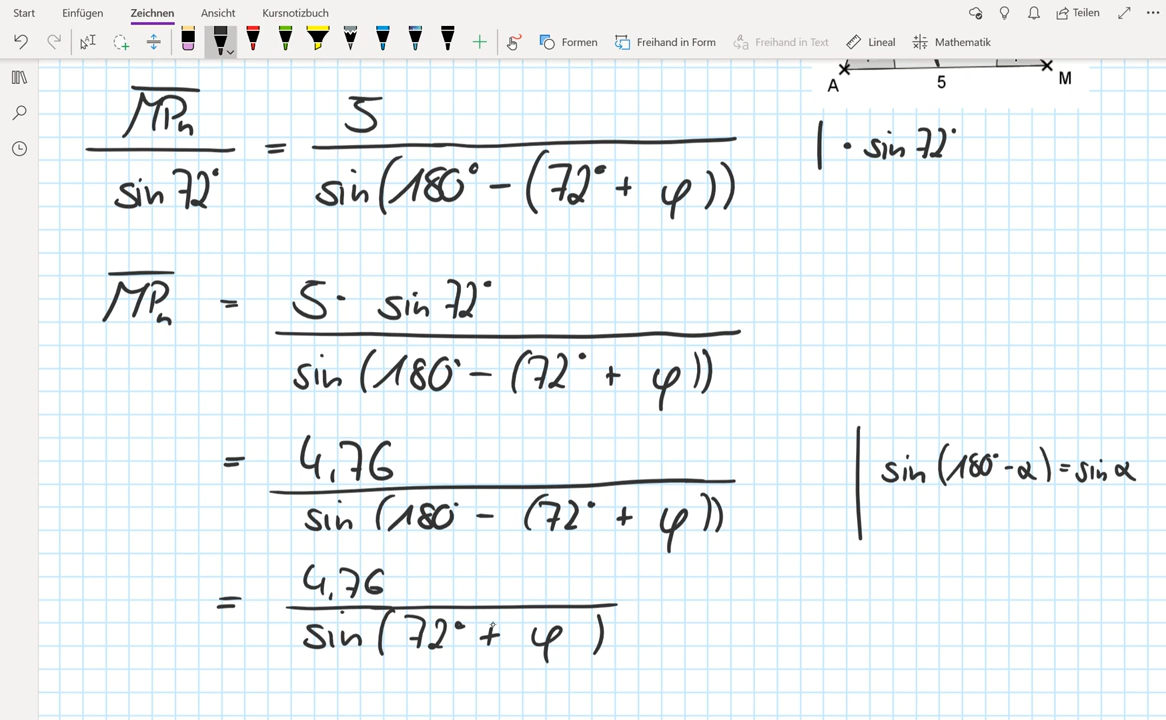 Start Einfügen Zeichnen Ansicht Kursnotizbuch Teilen
Formen Freihand in Form Freihand in Text Lineal Mathematik
A 5 M
MPₙ / sin 72° = 5 / sin(180° - (72° + φ)) | · sin 72°
MPₙ = 5 · sin 72° / sin(180° - (72° + φ))
= 4,76 / sin(180° - (72° + φ)) | sin(180° - α) = sin α
= 4,76 / sin(72° + φ)